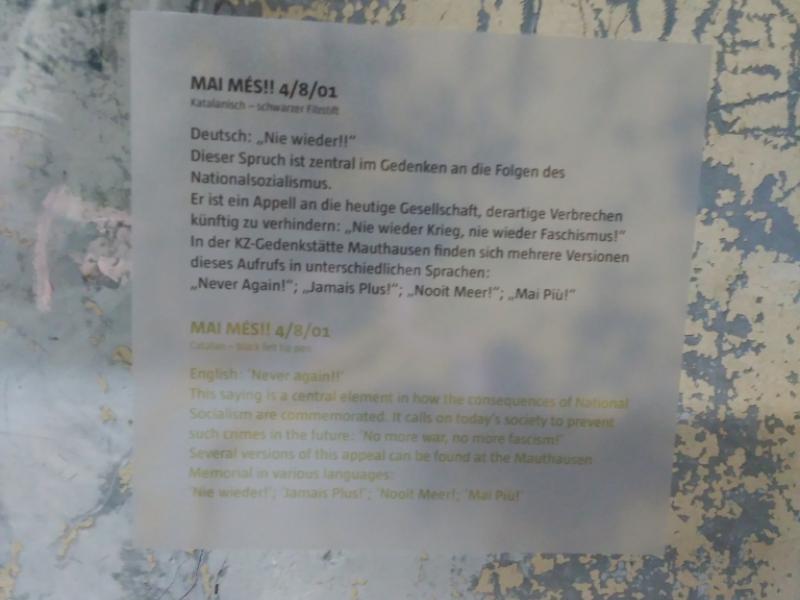 MAI MÉS!! 4/8/01
Katalanisch – schwarzer Filzstift
Deutsch: „Nie wieder!!“
Dieser Spruch ist zentral im Gedenken an die Folgen des
Nationalsozialismus.
Er ist ein Appell an die heutige Gesellschaft, derartige Verbrechen
künftig zu verhindern: „Nie wieder Krieg, nie wieder Faschismus!“
In der KZ-Gedenkstätte Mauthausen finden sich mehrere Versionen
dieses Aufrufs in unterschiedlichen Sprachen:
„Never Again!“; „Jamais Plus!“; „Nooit Meer!“; „Mai Più!“
MAI MÉS!! 4/8/01
Catalan – black felt tip pen
English: ‘Never again!!’
This saying is a central element in how the consequences of National
Socialism are commemorated. It calls on today’s society to prevent
such crimes in the future: ‘No more war, no more fascism!’
Several versions of this appeal can be found at the Mauthausen
Memorial in various languages:
‘Nie wieder!’; ‘Jamais Plus!’; ‘Nooit Meer!; ‘Mai Più!’